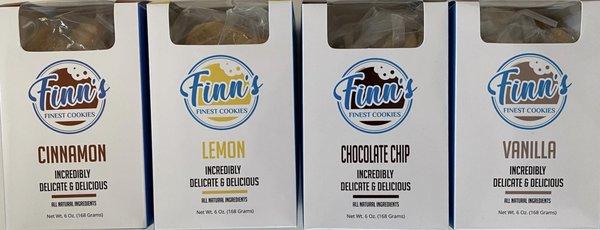 Finn's
FINEST COOKIES
CINNAMON
INCREDIBLY
DELICATE & DELICIOUS
ALL NATURAL INGREDIENTS
Net Wt. 6 Oz. (168 Grams)
Finn's
FINEST COOKIES
LEMON
INCREDIBLY
DELICATE & DELICIOUS
ALL NATURAL INGREDIENTS
Net Wt. 6 Oz. (168 Grams)
Finn's
FINEST COOKIES
CHOCOLATE CHIP
INCREDIBLY
DELICATE & DELICIOUS
ALL NATURAL INGREDIENTS
Net Wt. 6 Oz. (168 Grams)
Finn's
FINEST COOKIES
VANILLA
INCREDIBLY
DELICATE & DELICIOUS
ALL NATURAL INGREDIENTS
Net Wt. 6 Oz. (168 Grams)